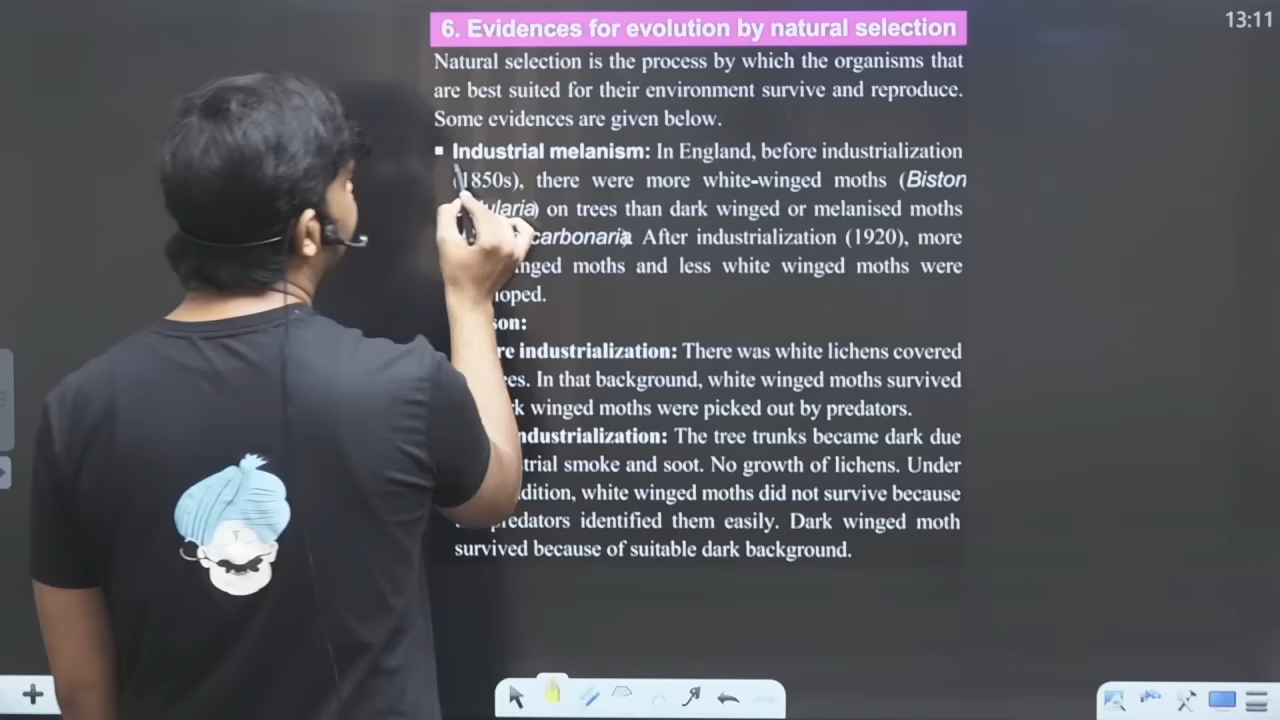 13:11
6. Evidences for evolution by natural selection
Natural selection is the process by which the organisms that
are best suited for their environment survive and reproduce.
Some evidences are given below.
▪ Industrial melanism: In England, before industrialization
(1850s), there were more white-winged moths (Biston
ularia) on trees than dark winged or melanised moths
carbonaria. After industrialization (1920), more
nged moths and less white winged moths were
loped.
son:
re industrialization: There was white lichens covered
ees. In that background, white winged moths survived
rk winged moths were picked out by predators.
ndustrialization: The tree trunks became dark due
trial smoke and soot. No growth of lichens. Under
dition, white winged moths did not survive because
predators identified them easily. Dark winged moth
survived because of suitable dark background.